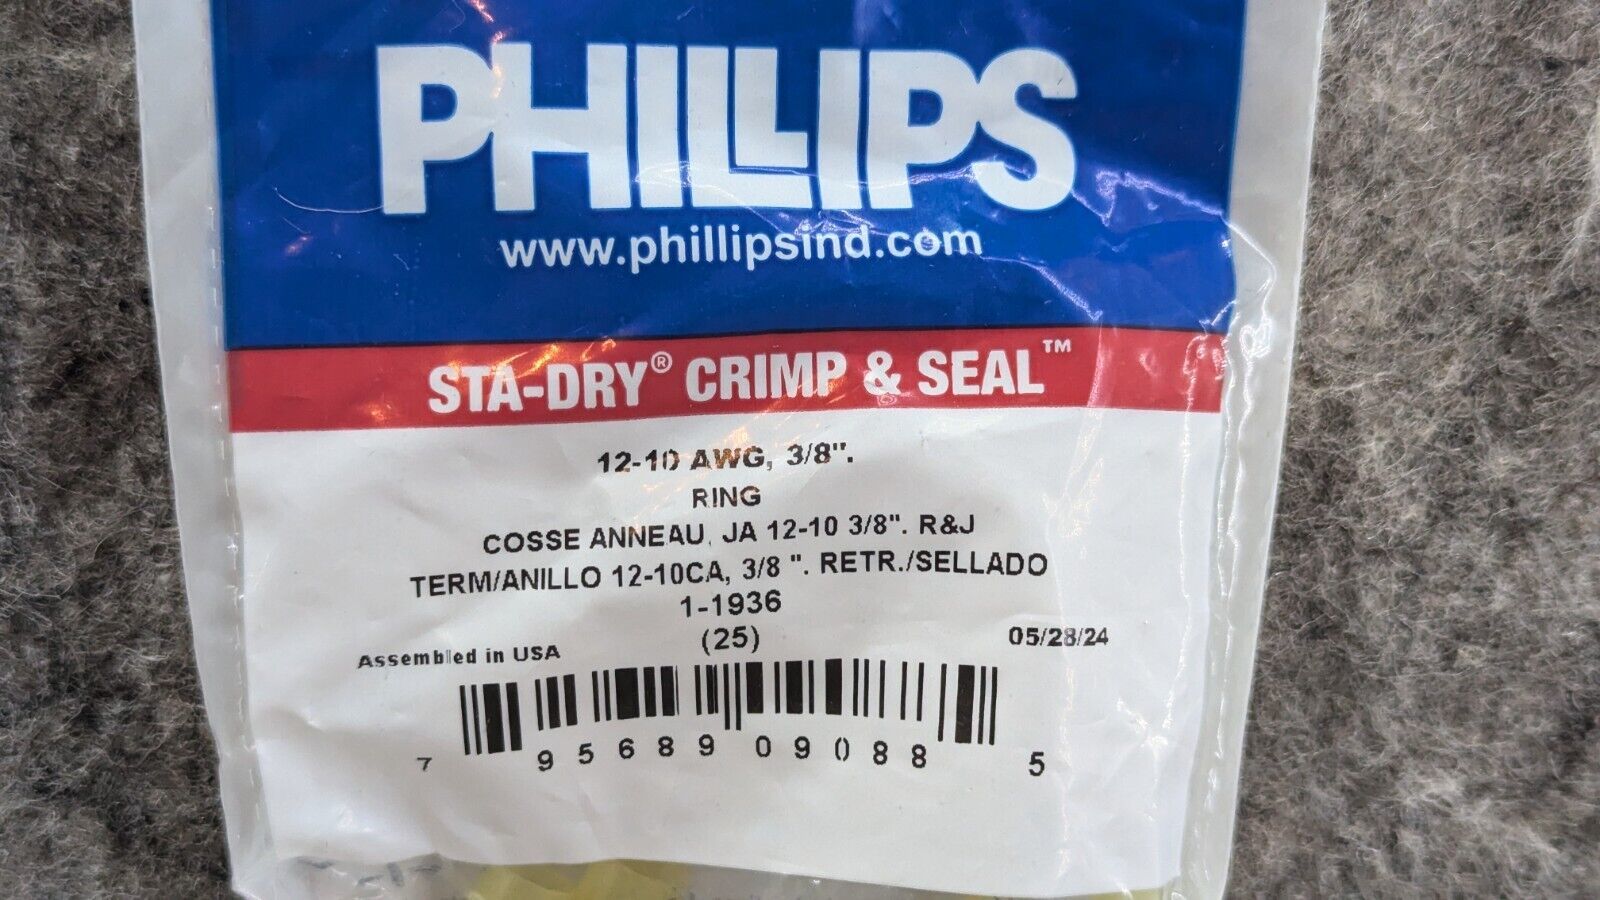 PHILLIPS
www.phillipsind.com
STA-DRY® CRIMP & SEAL™
12-10 AWG, 3/8".
RING
COSSE ANNEAU, JA 12-10 3/8". R&J
TERM/ANILLO 12-10CA, 3/8 ". RETR./SELLADO
1-1936
(25)
Assembled in USA
05/28/24
7 95689 09088 5